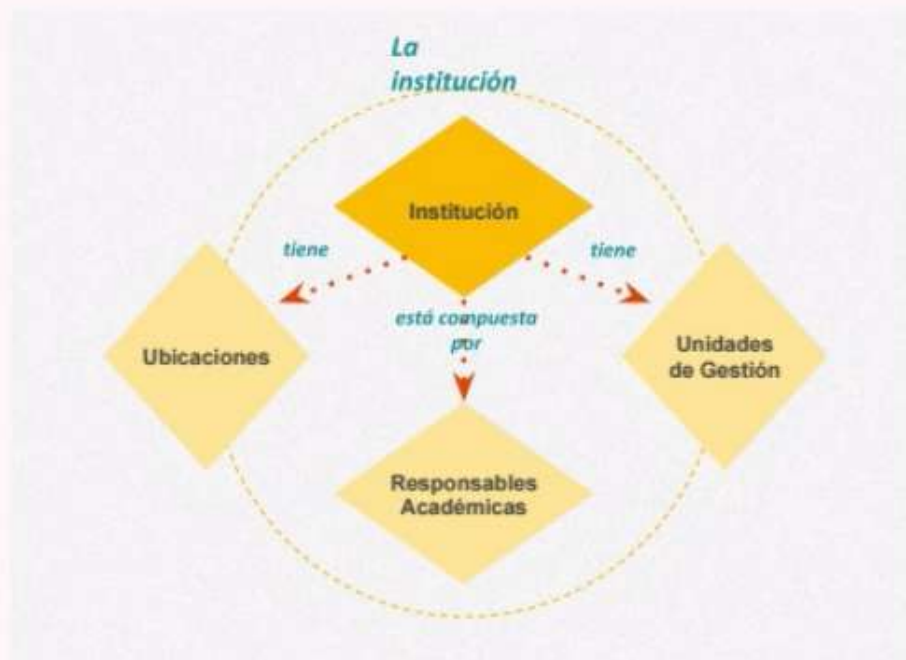 La
institución
Institución
tiene
tiene
está compuesta
por
Ubicaciones
Unidades
de Gestión
Responsables
Académicas